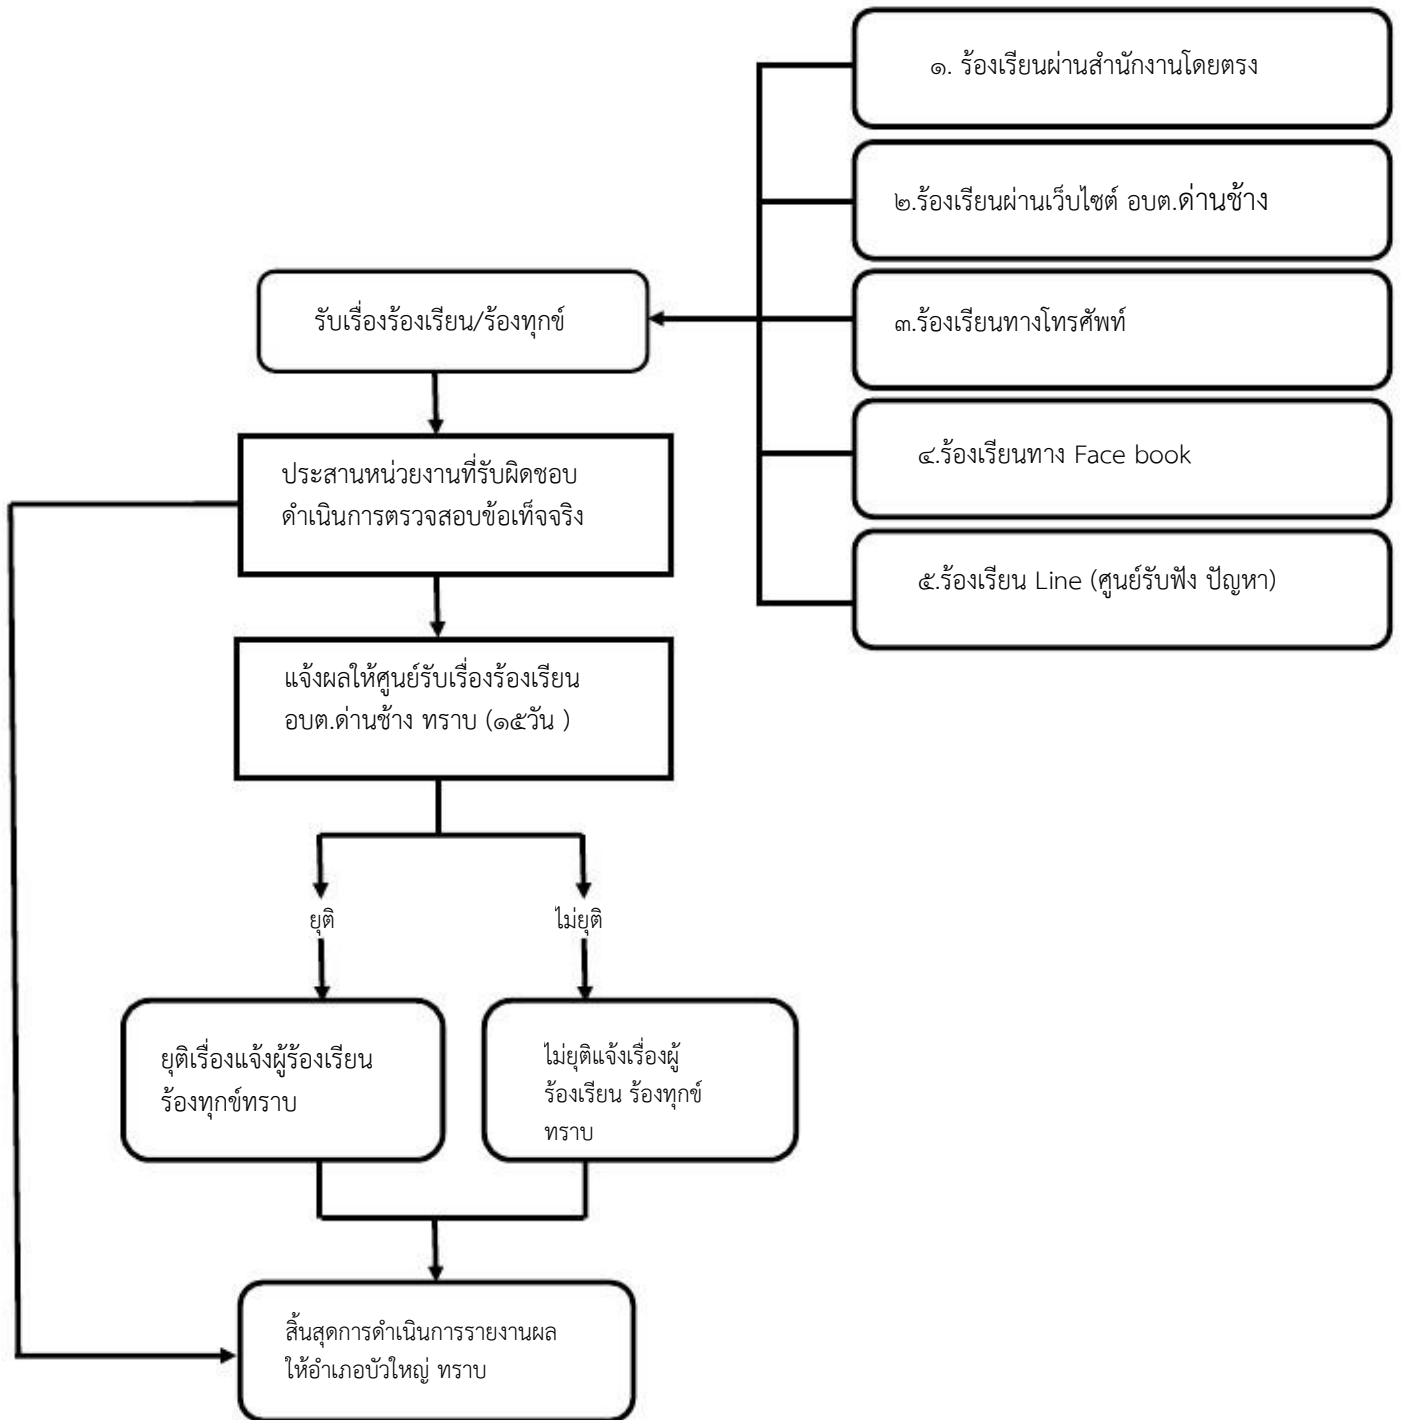 ๑. ร้องเรียนผ่านสำนักงานโดยตรง
๒.ร้องเรียนผ่านเว็บไซต์ อบต.ด่านช้าง
รับเรื่องร้องเรียน/ร้องทุกข์
๓.ร้องเรียนทางโทรศัพท์
๔.ร้องเรียนทาง Face book
ประสานหน่วยงานที่รับผิดชอบ
ดำเนินการตรวจสอบข้อเท็จจริง
๕.ร้องเรียน Line (ศูนย์รับฟัง ปัญหา)
แจ้งผลให้ศูนย์รับเรื่องร้องเรียน
อบต.ด่านช้าง ทราบ (๑๕วัน )
ยุติ
ไม่ยุติ
ยุติเรื่องแจ้งผู้ร้องเรียน
ร้องทุกข์ทราบ
ไม่ยุติแจ้งเรื่องผู้
ร้องเรียน ร้องทุกข์
ทราบ
สิ้นสุดการดำเนินการรายงานผล
ให้อำเภอบัวใหญ่ ทราบ